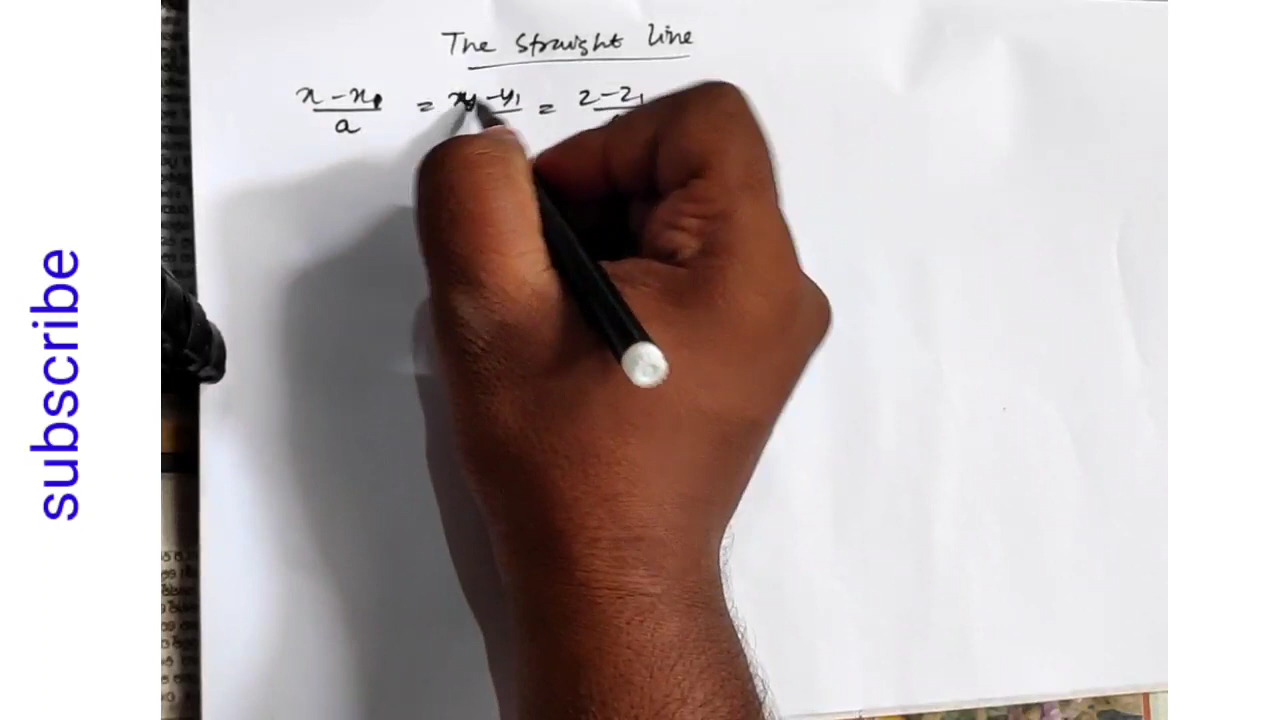 The straight line
x - x₁ / a = y - y₁ / = z - z₁ /
subscribe